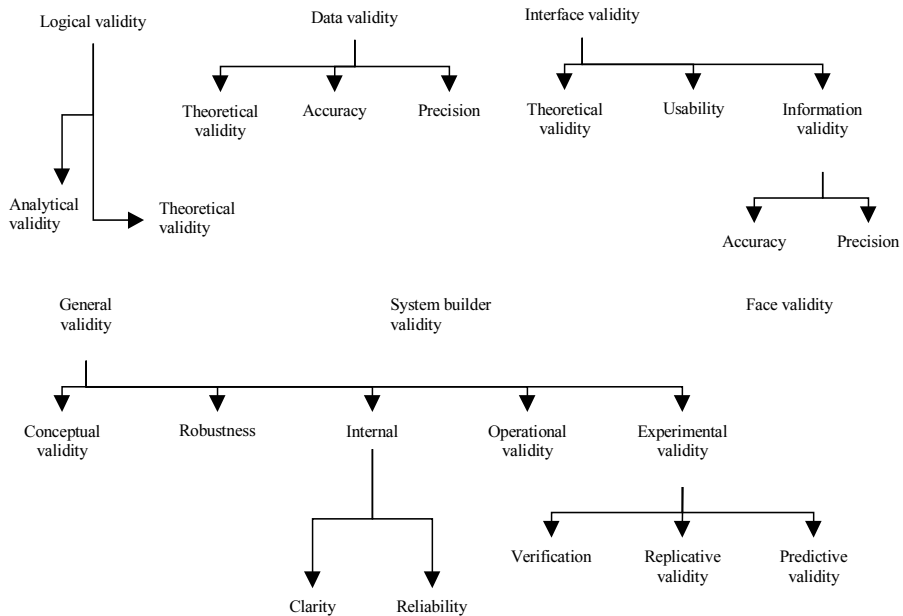 Logical validity
Data validity
Interface validity
Theoretical
validity
Accuracy
Precision
Theoretical
validity
Usability
Information
validity
Analytical
validity
Theoretical
validity
Accuracy
Precision
General
validity
System builder
validity
Face validity
Conceptual
validity
Robustness
Internal
Operational
validity
Experimental
validity
Verification
Replicative
validity
Predictive
validity
Clarity
Reliability